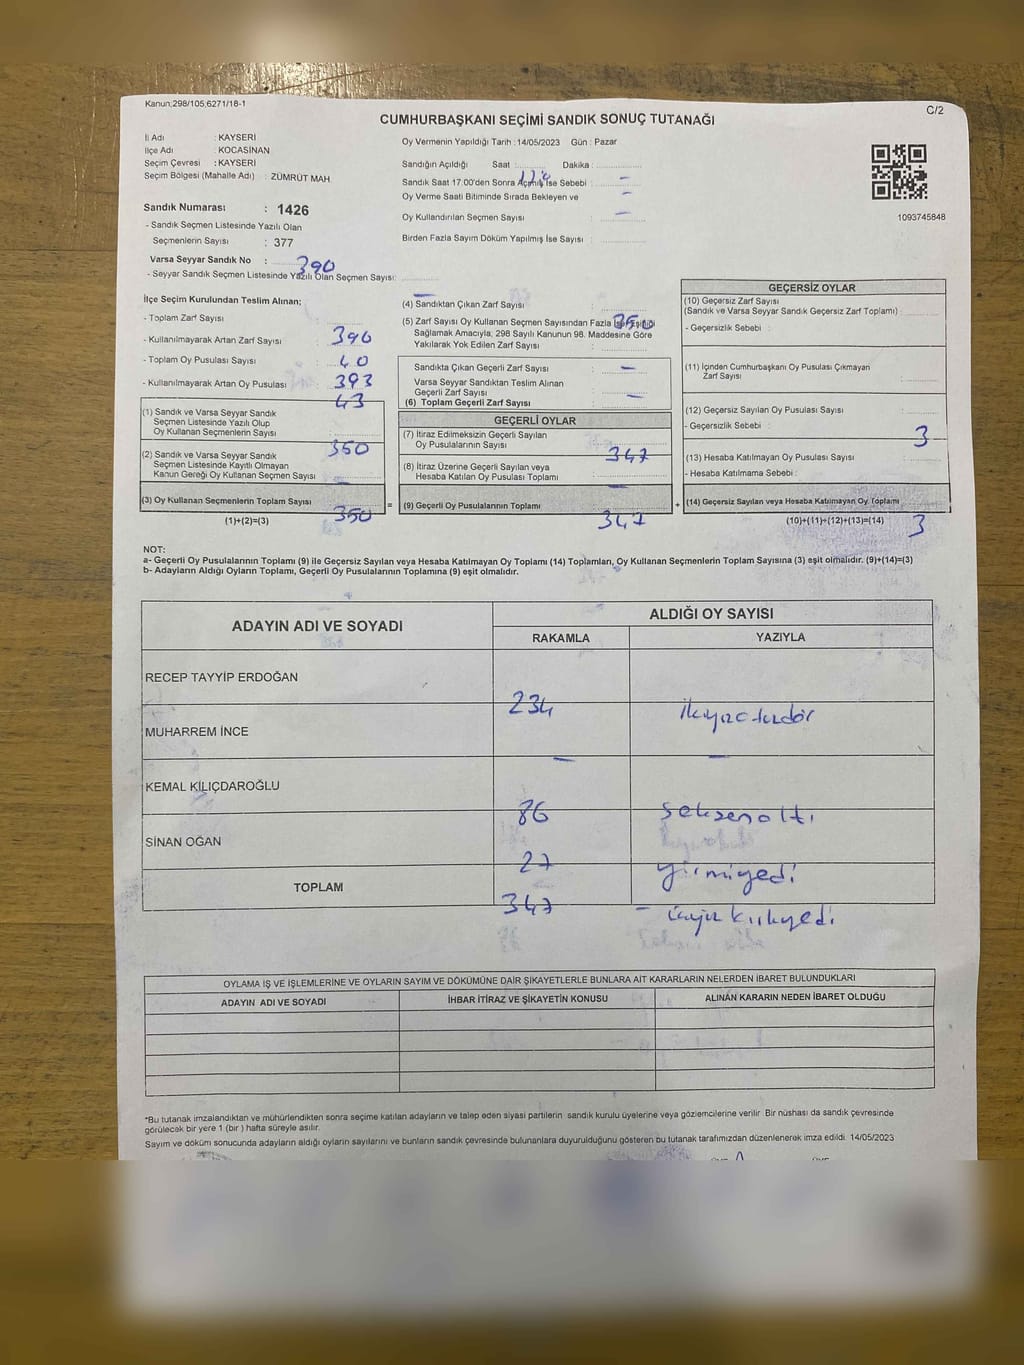 Kanun;298/105,6271/18-1
C/2
CUMHURBAŞKANI SEÇİMİ SANDIK SONUÇ TUTANAĞI
İl Adı : KAYSERİ
İlçe Adı : KOCASİNAN
Seçim Çevresi : KAYSERİ
Seçim Bölgesi (Mahalle Adı) : ZÜMRÜT MAH.
Sandık Numarası : 1426
- Sandık Seçmen Listesinde Yazılı Olan
Seçmenlerin Sayısı : 377
Varsa Seyyar Sandık No :
390
- Seyyar Sandık Seçmen Listesinde Yazılı Olan Seçmen Sayısı:
Oy Vermenin Yapıldığı Tarih : 14/05/2023 Gün : Pazar
Sandığın Açıldığı Saat Dakika
Sandık Saat 17:00'den Sonra Açılmış İse Sebebi : –
Oy Verme Saati Bitiminde Sırada Bekleyen ve –
Oy Kullandırılan Seçmen Sayısı –
Birden Fazla Sayım Döküm Yapılmış İse Sayısı :
1093745848
İlçe Seçim Kurulundan Teslim Alınan:
- Toplam Zarf Sayısı
- Kullanılmayarak Artan Zarf Sayısı 390
- Toplam Oy Pusulası Sayısı 40
- Kullanılmayarak Artan Oy Pusulası 393
43
(1) Sandık ve Varsa Seyyar Sandık
Seçmen Listesinde Yazılı Olup
Oy Kullanan Seçmenlerin Sayısı
350
(2) Sandık ve Varsa Seyyar Sandık
Seçmen Listesinde Kayıtlı Olmayan
Kanun Gereği Oy Kullanan Seçmen Sayısı
–
(3) Oy Kullanan Seçmenlerin Toplam Sayısı
350
(1)+(2)=(3)
–
(4) Sandıktan Çıkan Zarf Sayısı
350
(5) Zarf Sayısı Oy Kullanan Seçmen Sayısından Fazla İse, Eşitliği
Sağlamak Amacıyla, 298 Sayılı Kanunun 98. Maddesine Göre
Yakılarak Yok Edilen Zarf Sayısı
Sandıkta Çıkan Geçerli Zarf Sayısı –
Varsa Seyyar Sandıktan Teslim Alınan
Geçerli Zarf Sayısı –
(6) Toplam Geçerli Zarf Sayısı
GEÇERLİ OYLAR
(7) İtiraz Edilmeksizin Geçerli Sayılan
Oy Pusulalarının Sayısı
347
(8) İtiraz Üzerine Geçerli Sayılan veya
Hesaba Katılan Oy Pusulası Toplamı
–
= (9) Geçerli Oy Pusulalarının Toplamı
347
GEÇERSİZ OYLAR
(10) Geçersiz Zarf Sayısı
(Sandık ve Varsa Seyyar Sandık Geçersiz Zarf Toplamı) :
- Geçersizlik Sebebi :
(11) İçinden Cumhurbaşkanı Oy Pusulası Çıkmayan
Zarf Sayısı
(12) Geçersiz Sayılan Oy Pusulası Sayısı
- Geçersizlik Sebebi :
3
(13) Hesaba Katılmayan Oy Pusulası Sayısı
- Hesaba Katılmama Sebebi :
+ (14) Geçersiz Sayılan veya Hesaba Katılmayan Oy Toplamı
(10)+(11)+(12)+(13)=(14) 3
NOT:
a- Geçerli Oy Pusulalarının Toplamı (9) ile Geçersiz Sayılan veya Hesaba Katılmayan Oy Toplamı (14) Toplamları, Oy Kullanan Seçmenlerin Toplam Sayısına (3) eşit olmalıdır. (9)+(14)=(3)
b- Adayların Aldığı Oyların Toplamı, Geçerli Oy Pusulalarının Toplamına (9) eşit olmalıdır.
ADAYIN ADI VE SOYADI
ALDIĞI OY SAYISI
RAKAMLA YAZIYLA
RECEP TAYYİP ERDOĞAN
234
MUHARREM İNCE
– –
KEMAL KILIÇDAROĞLU
86 seksenaltı
SİNAN OĞAN
27 yirmiyedi
TOPLAM
347 – üçyüzkırkyedi
OYLAMA İŞ VE İŞLEMLERİNE VE OYLARIN SAYIM VE DÖKÜMÜNE DAİR ŞİKAYETLERLE BUNLARA AİT KARARLARIN NELERDEN İBARET BULUNDUKLARI
ADAYIN ADI VE SOYADI İHBAR İTİRAZ VE ŞİKAYETİN KONUSU ALINAN KARARIN NEDEN İBARET OLDUĞU
*Bu tutanak imzalandıktan ve mühürlendikten sonra seçime katılan adayların ve talep eden siyasi partilerin sandık kurulu üyelerine veya gözlemcilerine verilir Bir nüshası da sandık çevresinde
görülecek bir yere 1 (bir ) hafta süreyle asılır.
Sayım ve döküm sonucunda adayların aldığı oyların sayılarını ve bunların sandık çevresinde bulunanlara duyurulduğunu gösteren bu tutanak tarafımızdan düzenlenerek imza edildi. 14/05/2023